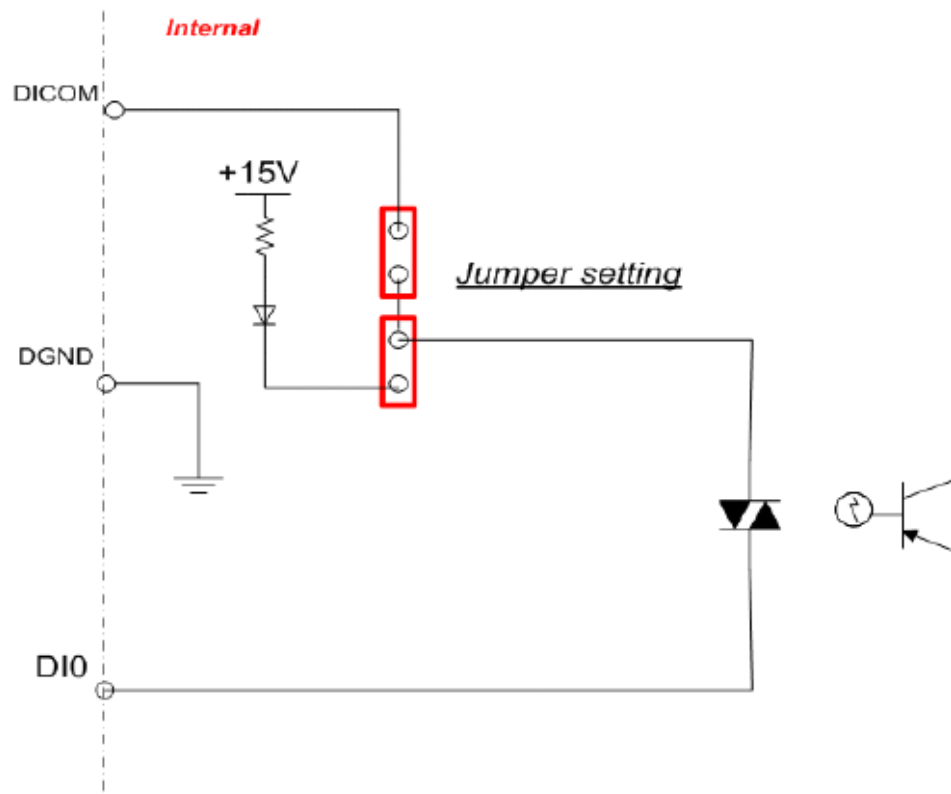 Internal
DICOM
+15V
Jumper setting
DGND
DI0